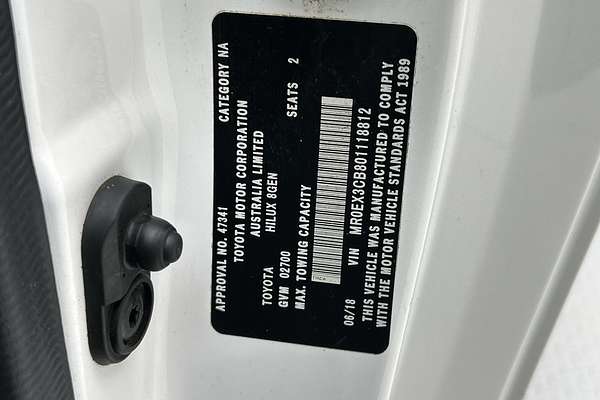 APPROVAL NO. 47341 CATEGORY NA
TOYOTA MOTOR CORPORATION
AUSTRALIA LIMITED
TOYOTA HILUX 8GEN
GVM 02700 SEATS 2
MAX. TOWING CAPACITY
06/18 VIN MR0EX3CB801118812
THIS VEHICLE WAS MANUFACTURED TO COMPLY
WITH THE MOTOR VEHICLE STANDARDS ACT 1989